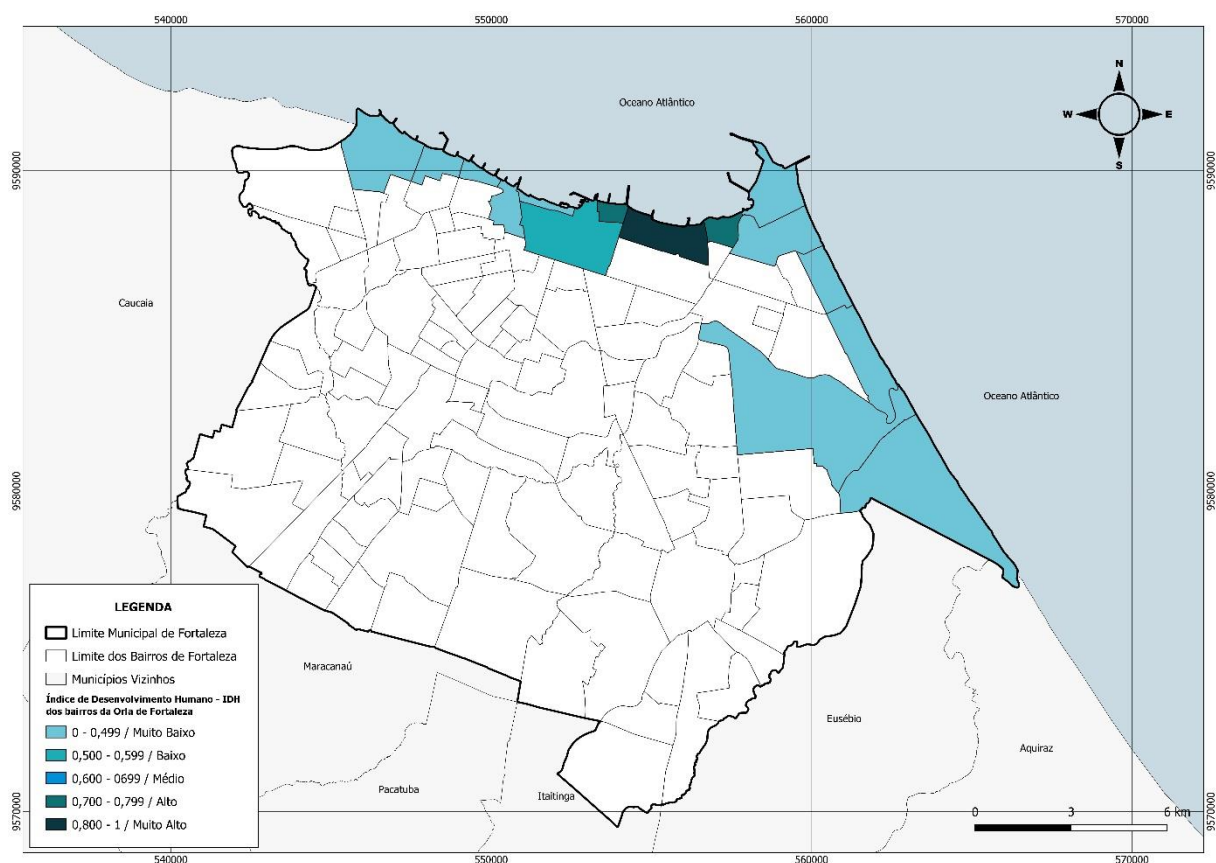 540000
550000
560000
570000
Oceano Atlântico
N
W
E
S
9590000
9590000
Caucaia
Oceano Atlântico
9580000
9580000
LEGENDA
Limite Municipal de Fortaleza
Limite dos Bairros de Fortaleza
Municípios Vizinhos
Índice de Desenvolvimento Humano - IDH
dos bairros da Orla de Fortaleza
0 - 0,499 / Muito Baixo
0,500 - 0,599 / Baixo
0,600 - 0699 / Médio
0,700 - 0,799 / Alto
0,800 - 1 / Muito Alto
Maracanaú
Eusébio
Aquiraz
Pacatuba
Itaitinga
0 3 6 km
9570000
9570000
540000
550000
560000
570000